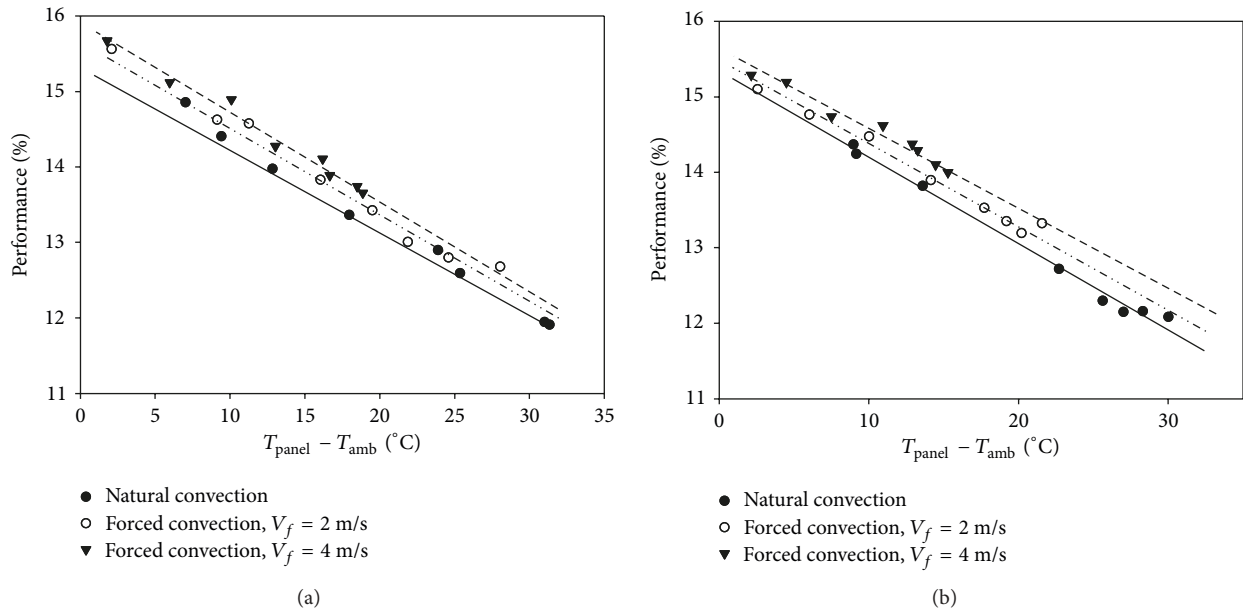 16
15
14
13
12
11
Performance (%)
0 5 10 15 20 25 30 35
T_panel − T_amb (°C)
Natural convection
Forced convection, V_f = 2 m/s
Forced convection, V_f = 4 m/s
(a)
16
15
14
13
12
11
Performance (%)
0 10 20 30
T_panel − T_amb (°C)
Natural convection
Forced convection, V_f = 2 m/s
Forced convection, V_f = 4 m/s
(b)